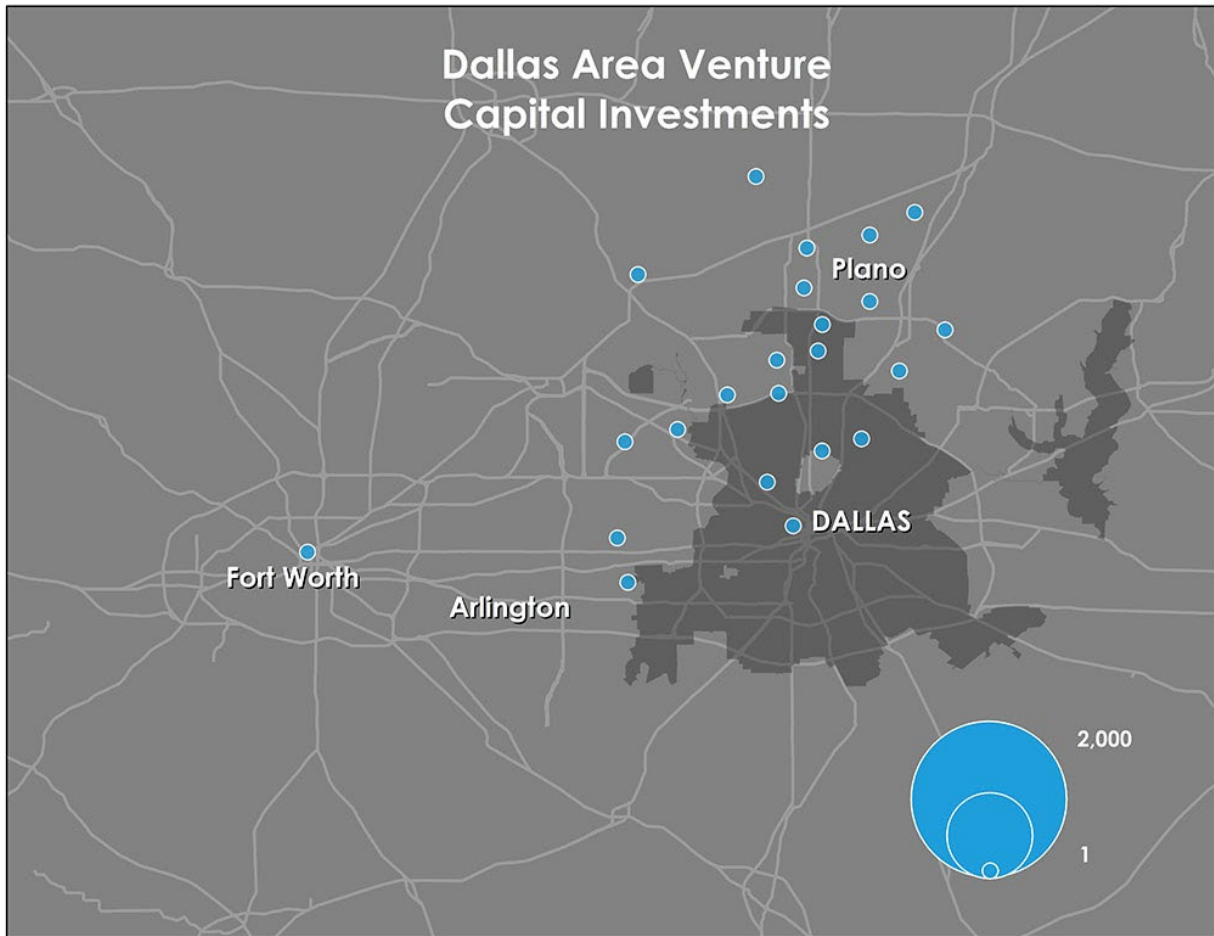 Dallas Area Venture
Capital Investments
Plano
DALLAS
Fort Worth
Arlington
2,000
1